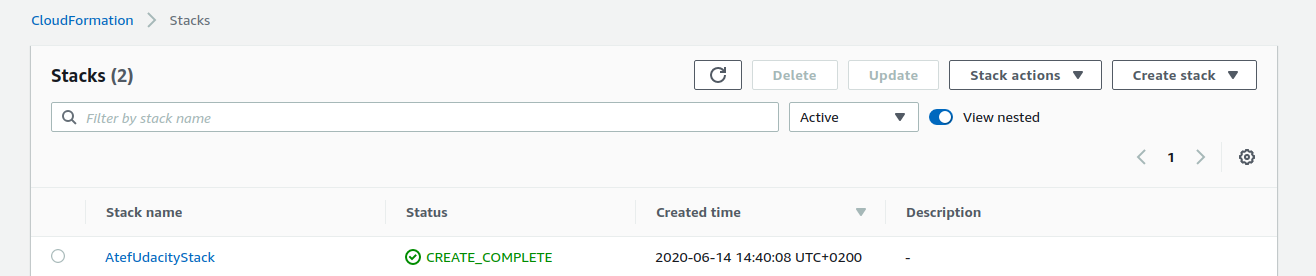 CloudFormation > Stacks
Stacks (2)
Delete
Update
Stack actions
Create stack
Filter by stack name
Active
View nested
1
Stack name Status Created time Description
AtefUdacityStack CREATE_COMPLETE 2020-06-14 14:40:08 UTC+0200 -